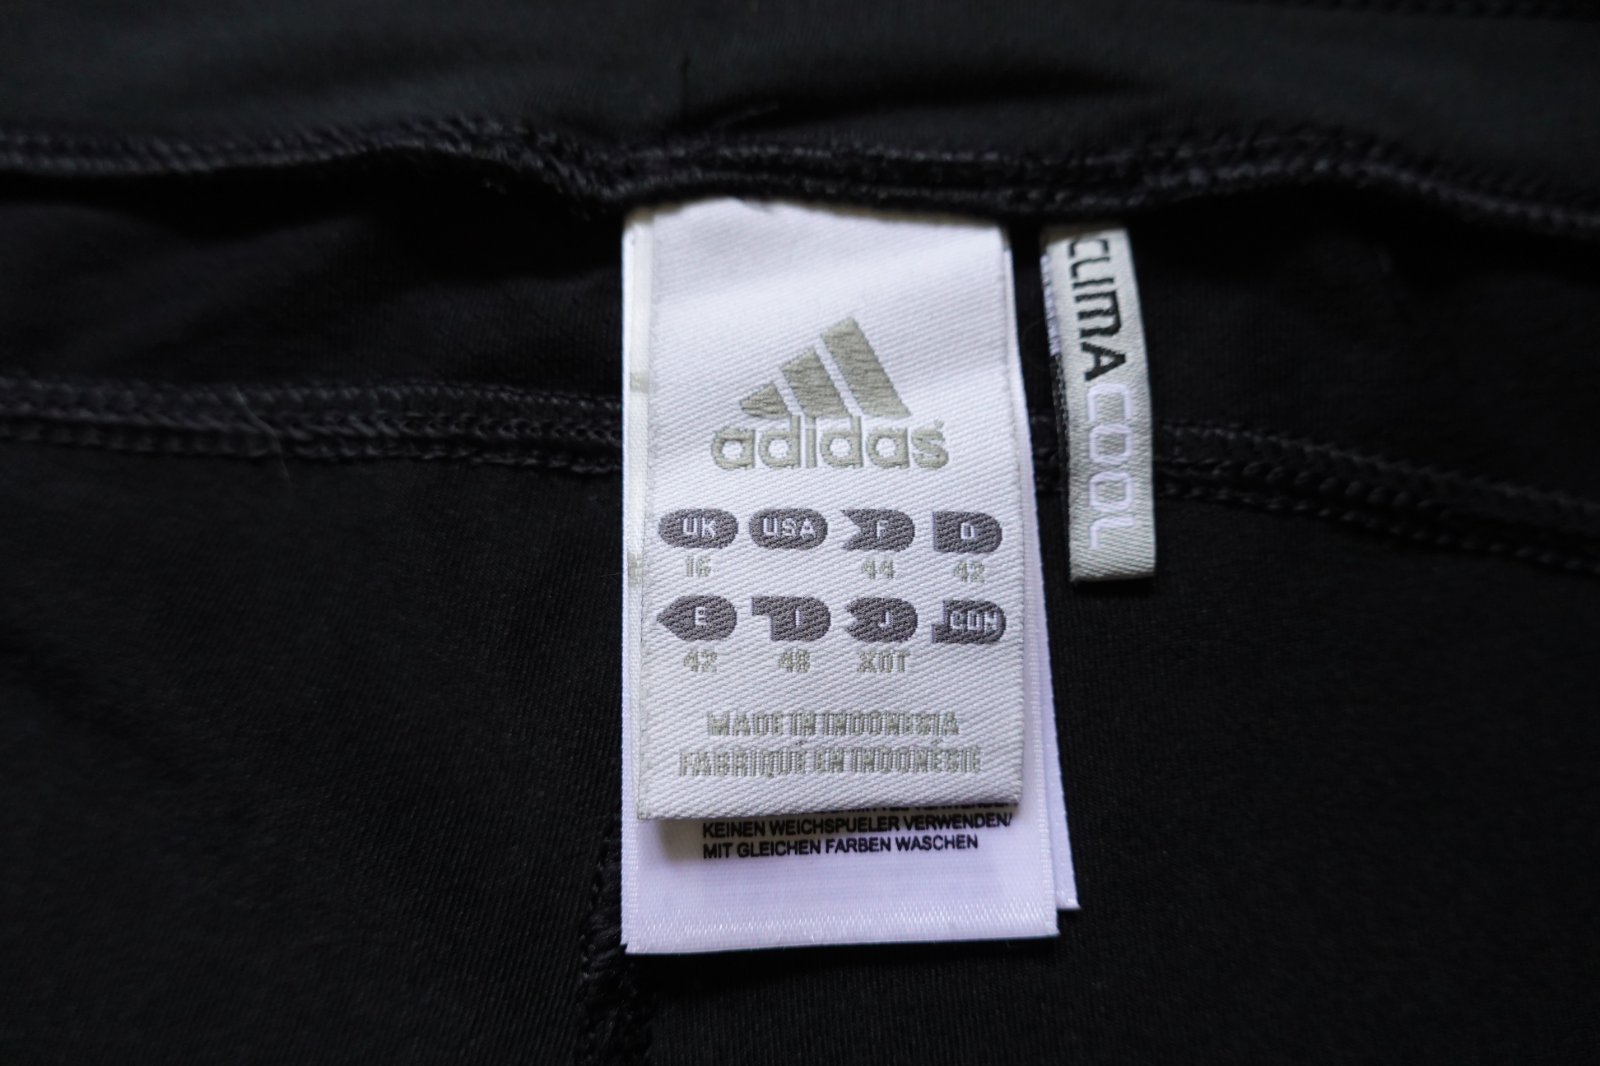 adidas
UK USA F D
16 44 42
E I J CDN
42 48 XOT
MADE IN INDONESIA
FABRIQUÉ EN INDONÉSIE
KEINEN WEICHSPUELER VERWENDEN/
MIT GLEICHEN FARBEN WASCHEN
CLIMACOOL